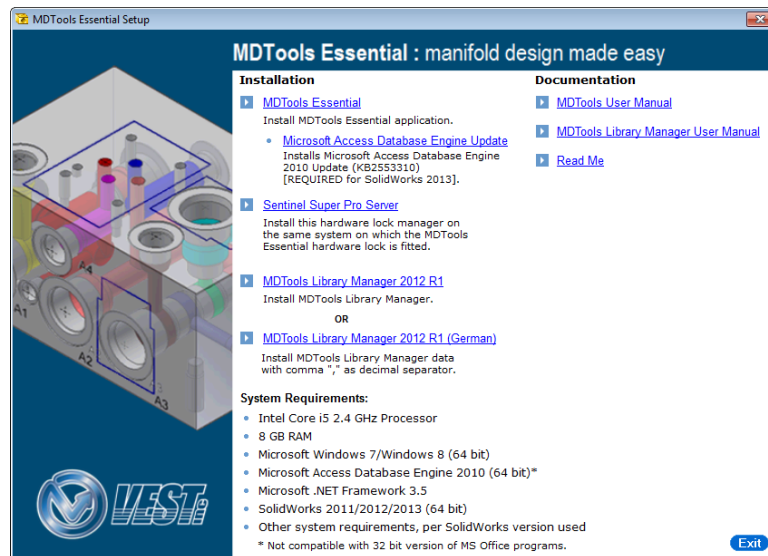 MDTools Essential Setup
MDTools Essential : manifold design made easy
Installation
MDTools Essential
Install MDTools Essential application.
Microsoft Access Database Engine Update
Installs Microsoft Access Database Engine
2010 Update (KB2553310)
[REQUIRED for SolidWorks 2013].
Sentinel Super Pro Server
Install this hardware lock manager on
the same system on which the MDTools
Essential hardware lock is fitted.
MDTools Library Manager 2012 R1
Install MDTools Library Manager.
OR
MDTools Library Manager 2012 R1 (German)
Install MDTools Library Manager data
with comma "," as decimal separator.
System Requirements:
Intel Core i5 2.4 GHz Processor
8 GB RAM
Microsoft Windows 7/Windows 8 (64 bit)
Microsoft Access Database Engine 2010 (64 bit)*
Microsoft .NET Framework 3.5
SolidWorks 2011/2012/2013 (64 bit)
Other system requirements, per SolidWorks version used
* Not compatible with 32 bit version of MS Office programs.
Documentation
MDTools User Manual
MDTools Library Manager User Manual
Read Me
A4
A1
A2
A3
VEST INC
Exit